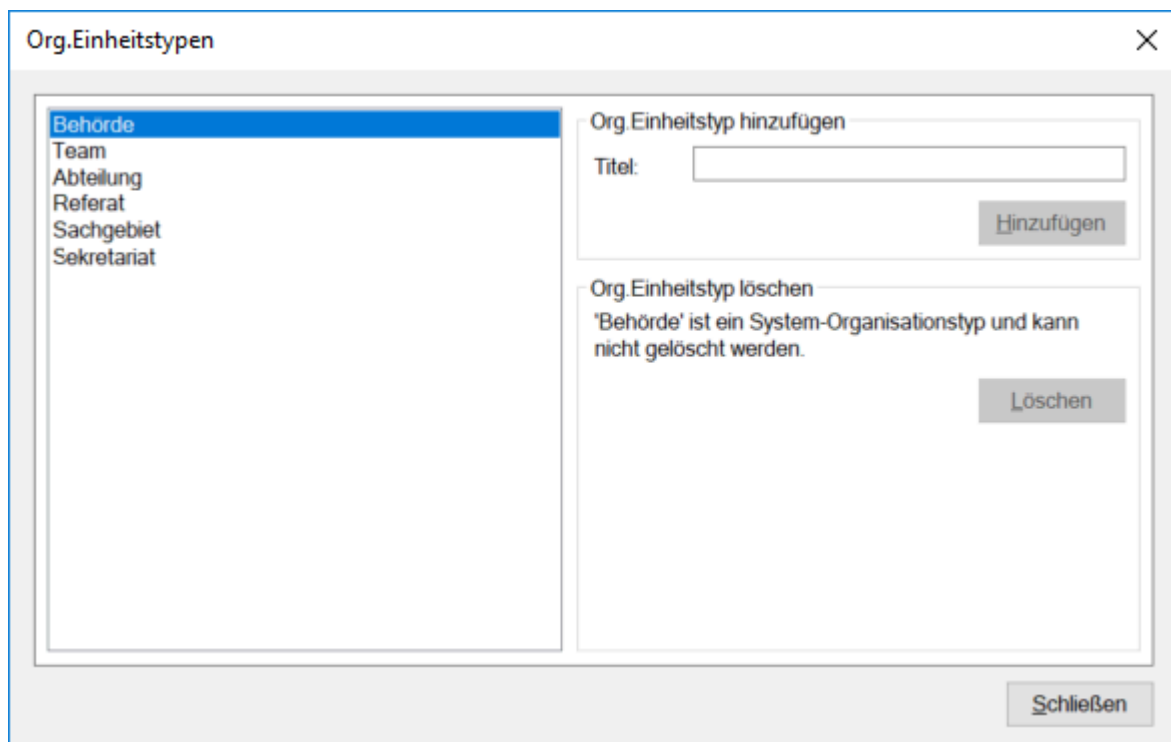 Org.Einheitstypen
Behörde
Team
Abteilung
Referat
Sachgebiet
Sekretariat
Org.Einheitstyp hinzufügen
Titel:
Hinzufügen
Org.Einheitstyp löschen
'Behörde' ist ein System-Organisationstyp und kann
nicht gelöscht werden.
Löschen
Schließen